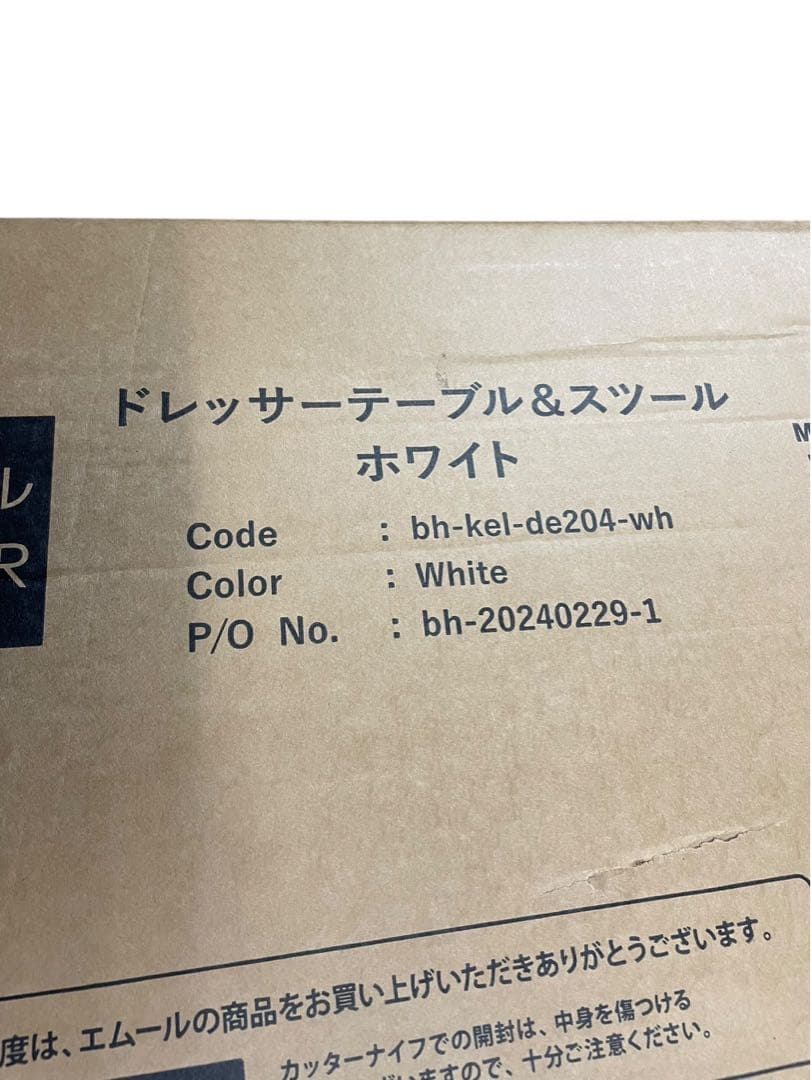 ドレッサーテーブル&スツール
ホワイト
ル
R
M
Code : bh-kel-de204-wh
Color : White
P/O No. : bh-20240229-1
度は、エムールの商品をお買い上げいただきありがとうございます。
カッターナイフでの開封は、中身を傷つける
ざいますので、十分ご注意ください。